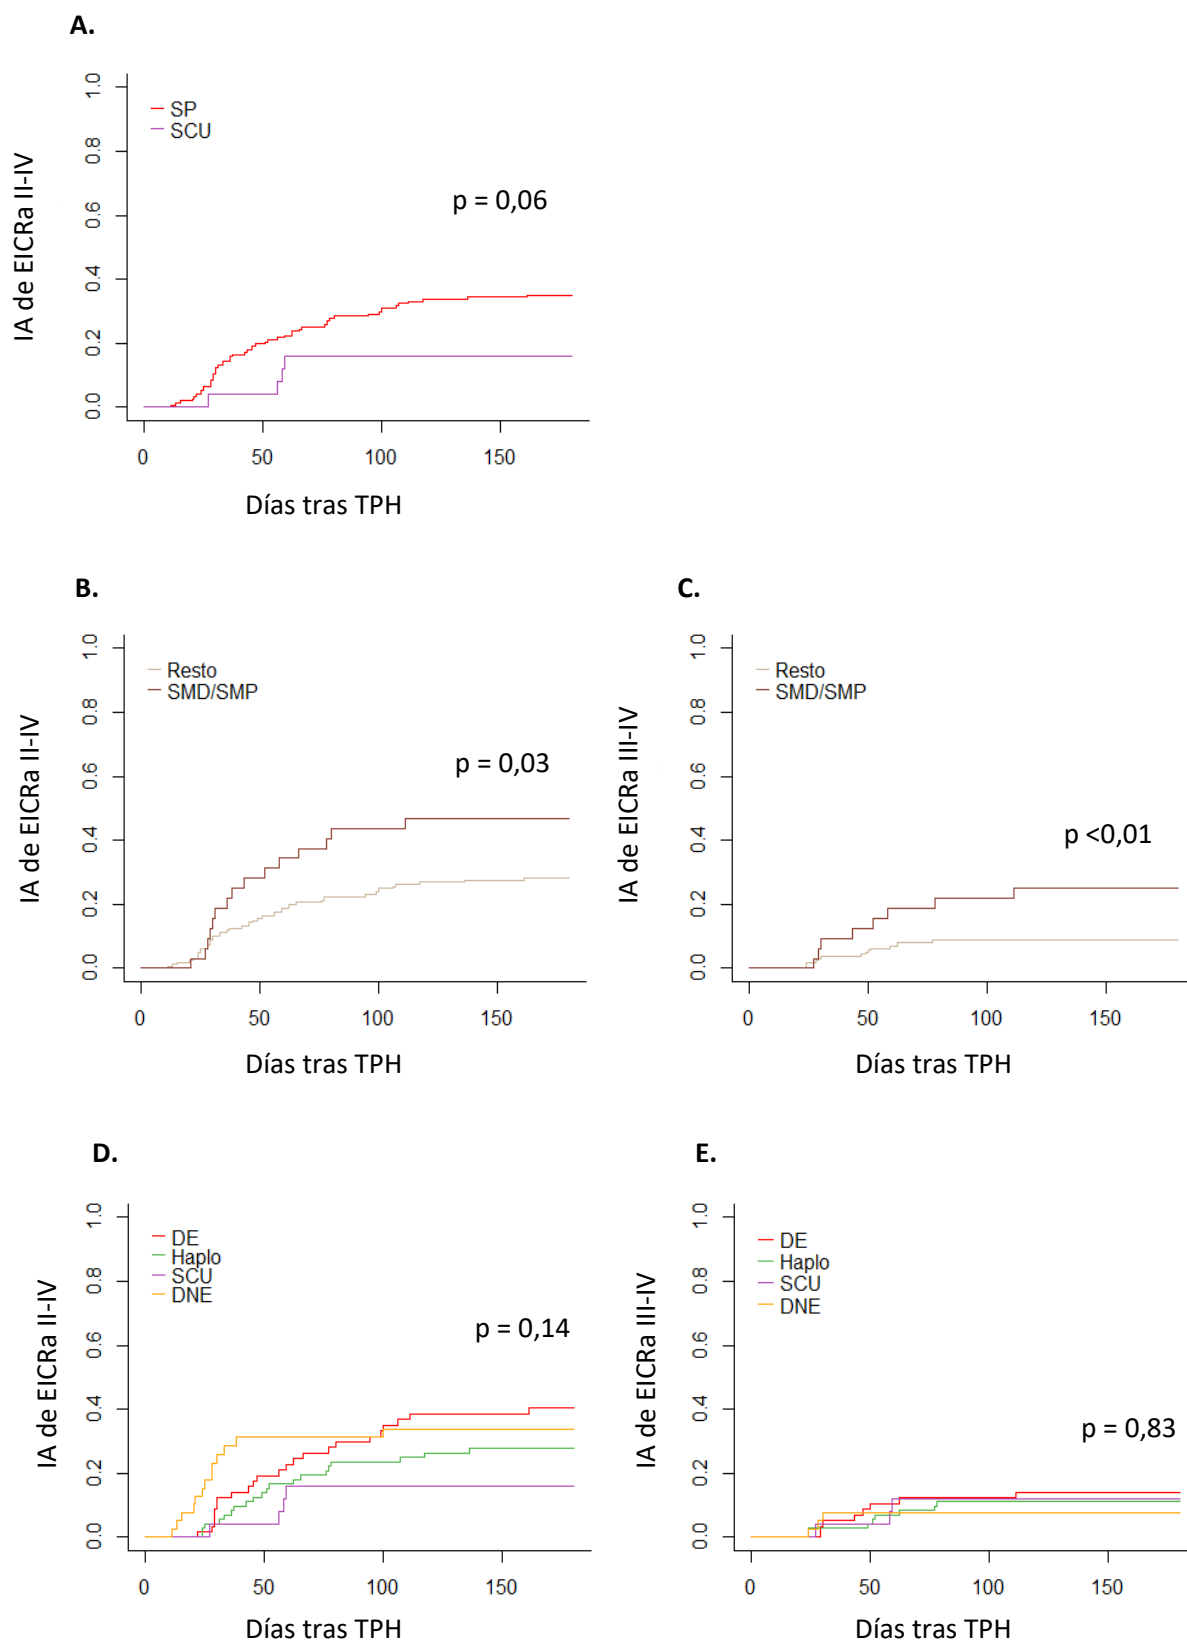 A.
IA de EICRa II-IV
1.0
0.8
0.6
0.4
0.2
0.0
SP
SCU
p = 0,06
0 50 100 150
Días tras TPH
B.
IA de EICRa II-IV
1.0
0.8
0.6
0.4
0.2
0.0
Resto
SMD/SMP
p = 0,03
0 50 100 150
Días tras TPH
C.
IA de EICRa III-IV
1.0
0.8
0.6
0.4
0.2
0.0
Resto
SMD/SMP
p <0,01
0 50 100 150
Días tras TPH
D.
IA de EICRa II-IV
1.0
0.8
0.6
0.4
0.2
0.0
DE
Haplo
SCU
DNE
p = 0,14
0 50 100 150
Días tras TPH
E.
IA de EICRa III-IV
1.0
0.8
0.6
0.4
0.2
0.0
DE
Haplo
SCU
DNE
p = 0,83
0 50 100 150
Días tras TPH